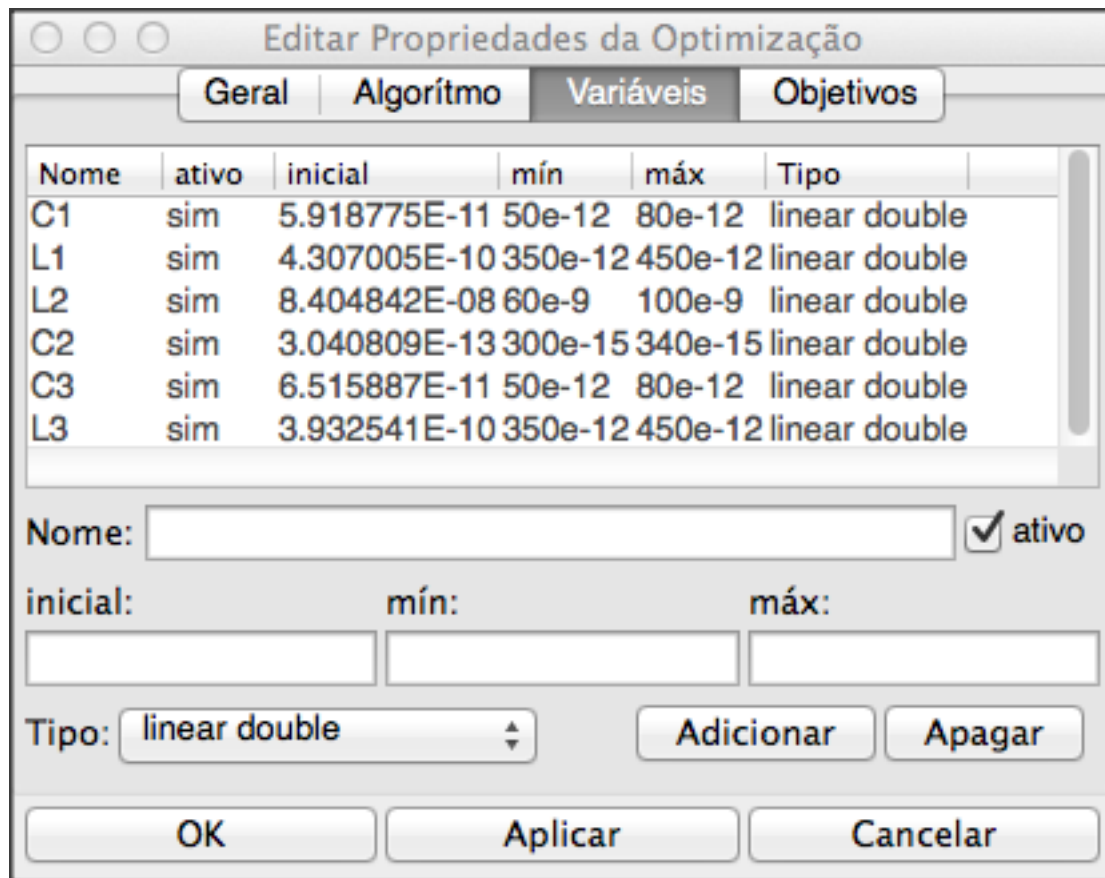 Editar Propriedades da Optimização
Geral Algorítmo Variáveis Objetivos
Nome ativo inicial mín máx Tipo
C1 sim 5.918775E-11 50e-12 80e-12 linear double
L1 sim 4.307005E-10 350e-12 450e-12 linear double
L2 sim 8.404842E-08 60e-9 100e-9 linear double
C2 sim 3.040809E-13 300e-15 340e-15 linear double
C3 sim 6.515887E-11 50e-12 80e-12 linear double
L3 sim 3.932541E-10 350e-12 450e-12 linear double
Nome: ativo
inicial: mín: máx:
Tipo: linear double Adicionar Apagar
OK Aplicar Cancelar